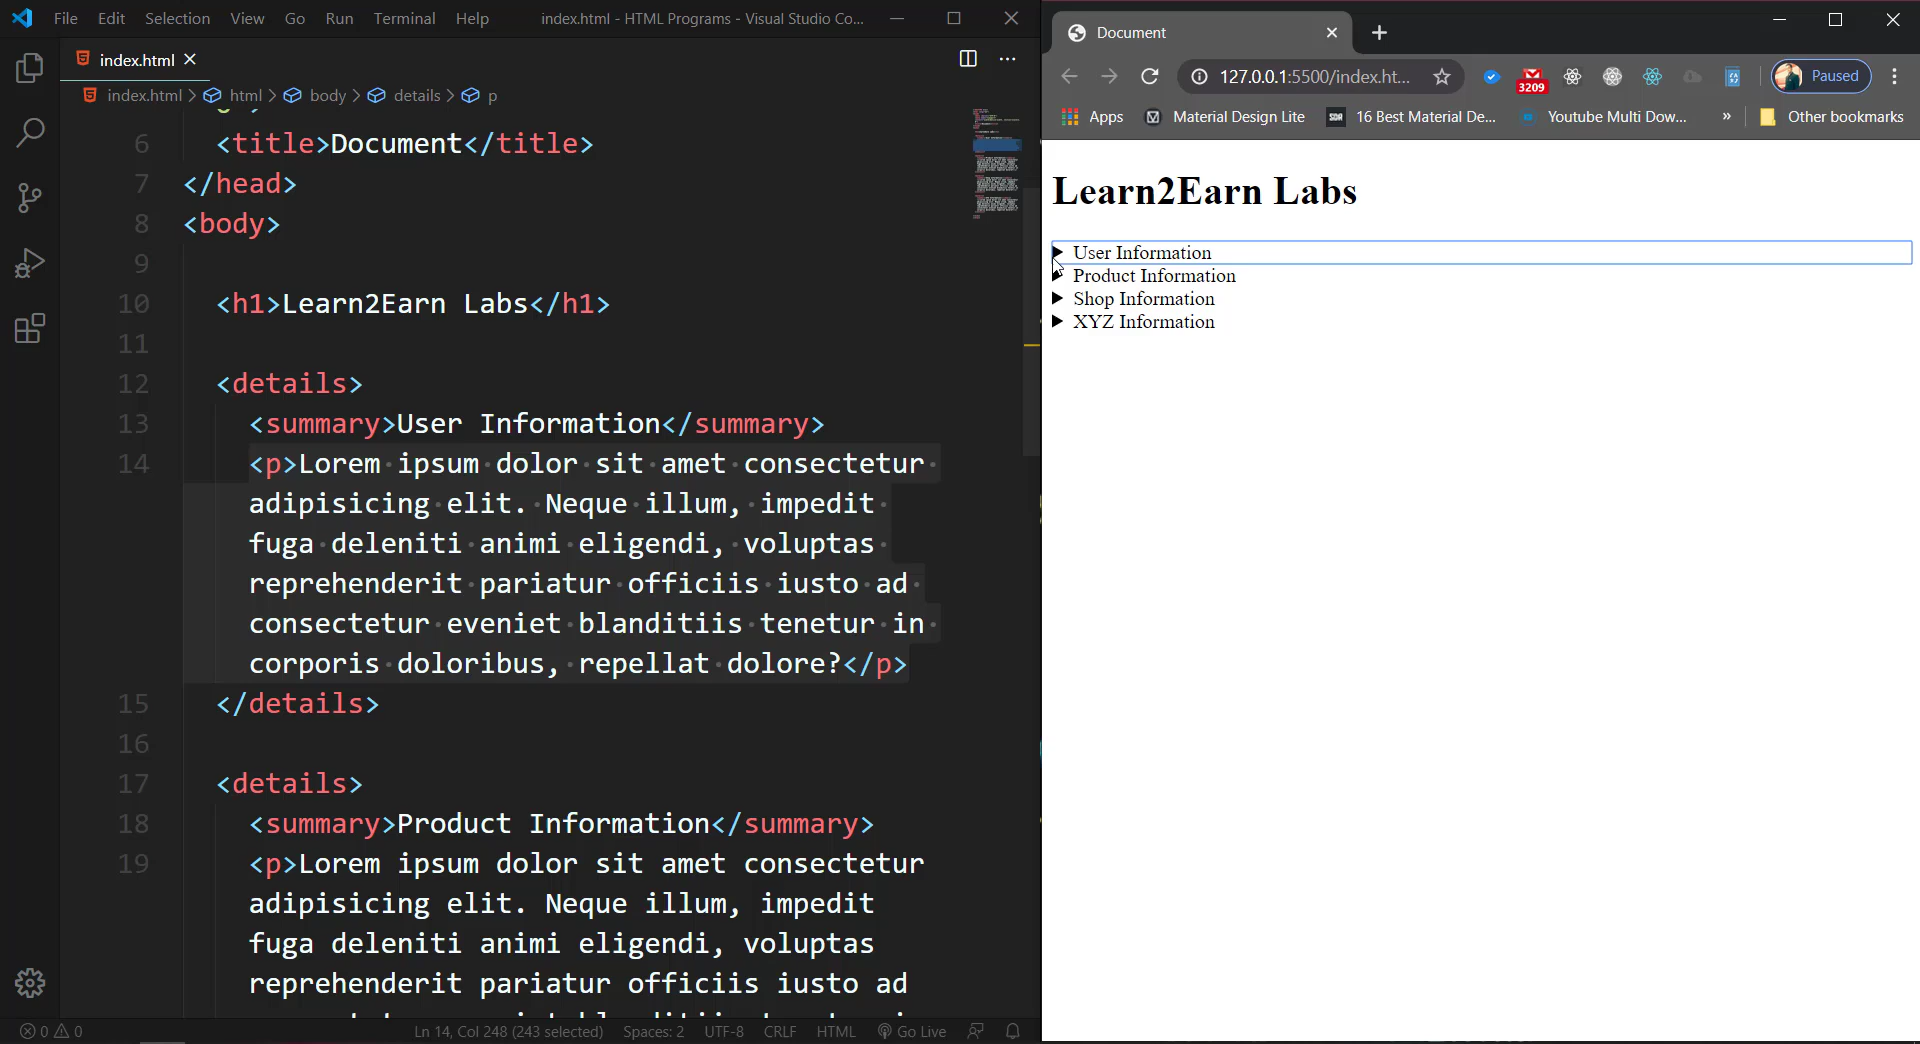 File Edit Selection View Go Run Terminal Help index.html - HTML Programs - Visual Studio Co...
index.html
index.html > html > body > details > p
6 <title>Document</title>
7 </head>
8 <body>
9
10 <h1>Learn2Earn Labs</h1>
11
12 <details>
13 <summary>User Information</summary>
14 <p>Lorem ipsum dolor sit amet consectetur
adipisicing elit. Neque illum, impedit
fuga deleniti animi eligendi, voluptas
reprehenderit pariatur officiis iusto ad
consectetur eveniet blanditiis tenetur in
corporis doloribus, repellat dolore?</p>
15 </details>
16
17 <details>
18 <summary>Product Information</summary>
19 <p>Lorem ipsum dolor sit amet consectetur
adipisicing elit. Neque illum, impedit
fuga deleniti animi eligendi, voluptas
reprehenderit pariatur officiis iusto ad
0 0 Ln 14, Col 248 (243 selected) Spaces: 2 UTF-8 CRLF HTML Go Live
Document
127.0.0.1:5500/index.ht... 3209 Paused
Apps Material Design Lite SDR 16 Best Material De... Youtube Multi Dow... » Other bookmarks
Learn2Earn Labs
User Information
Product Information
Shop Information
XYZ Information